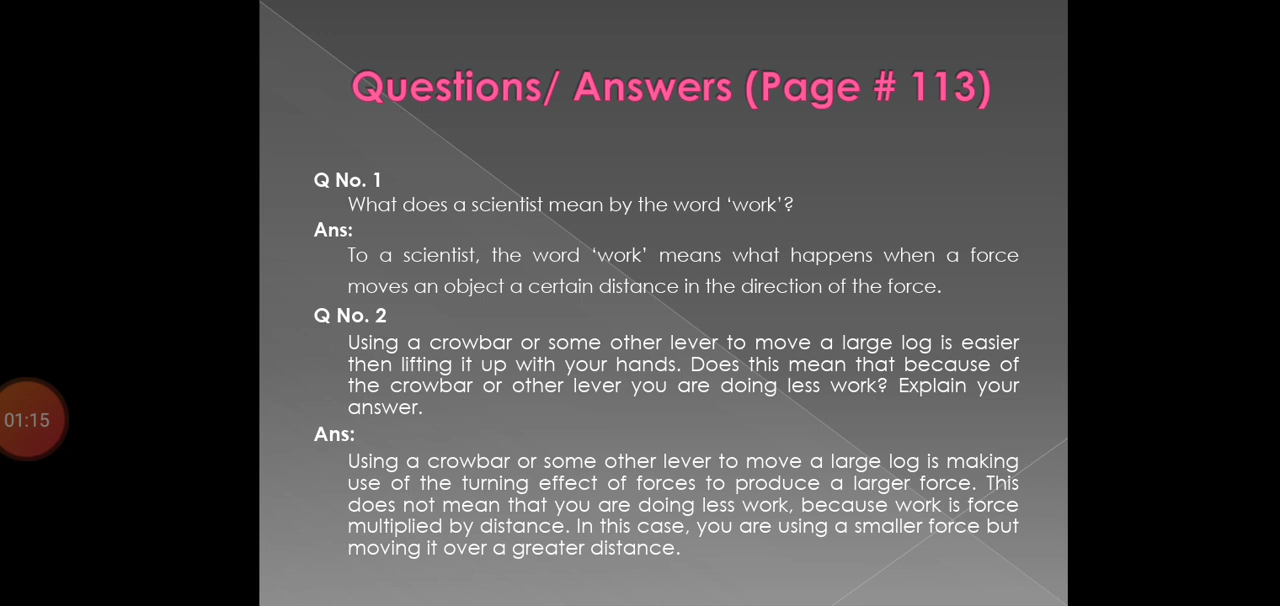 Questions/ Answers (Page # 113)
Q No. 1
What does a scientist mean by the word ‘work’?
Ans:
To a scientist, the word ‘work’ means what happens when a force
moves an object a certain distance in the direction of the force.
Q No. 2
Using a crowbar or some other lever to move a large log is easier
then lifting it up with your hands. Does this mean that because of
the crowbar or other lever you are doing less work? Explain your
answer.
Ans:
Using a crowbar or some other lever to move a large log is making
use of the turning effect of forces to produce a larger force. This
does not mean that you are doing less work, because work is force
multiplied by distance. In this case, you are using a smaller force but
moving it over a greater distance.
01:15